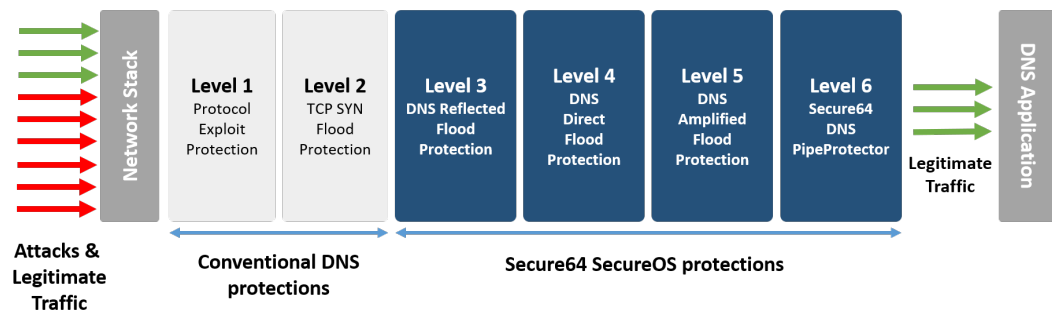 Attacks &
Legitimate
Traffic
Network Stack
Level 1
Protocol
Exploit
Protection
Level 2
TCP SYN
Flood
Protection
Conventional DNS
protections
Level 3
DNS Reflected
Flood
Protection
Level 4
DNS
Direct
Flood
Protection
Level 5
DNS
Amplified
Flood
Protection
Level 6
Secure64
DNS
PipeProtector
Secure64 SecureOS protections
Legitimate
Traffic
DNS Application